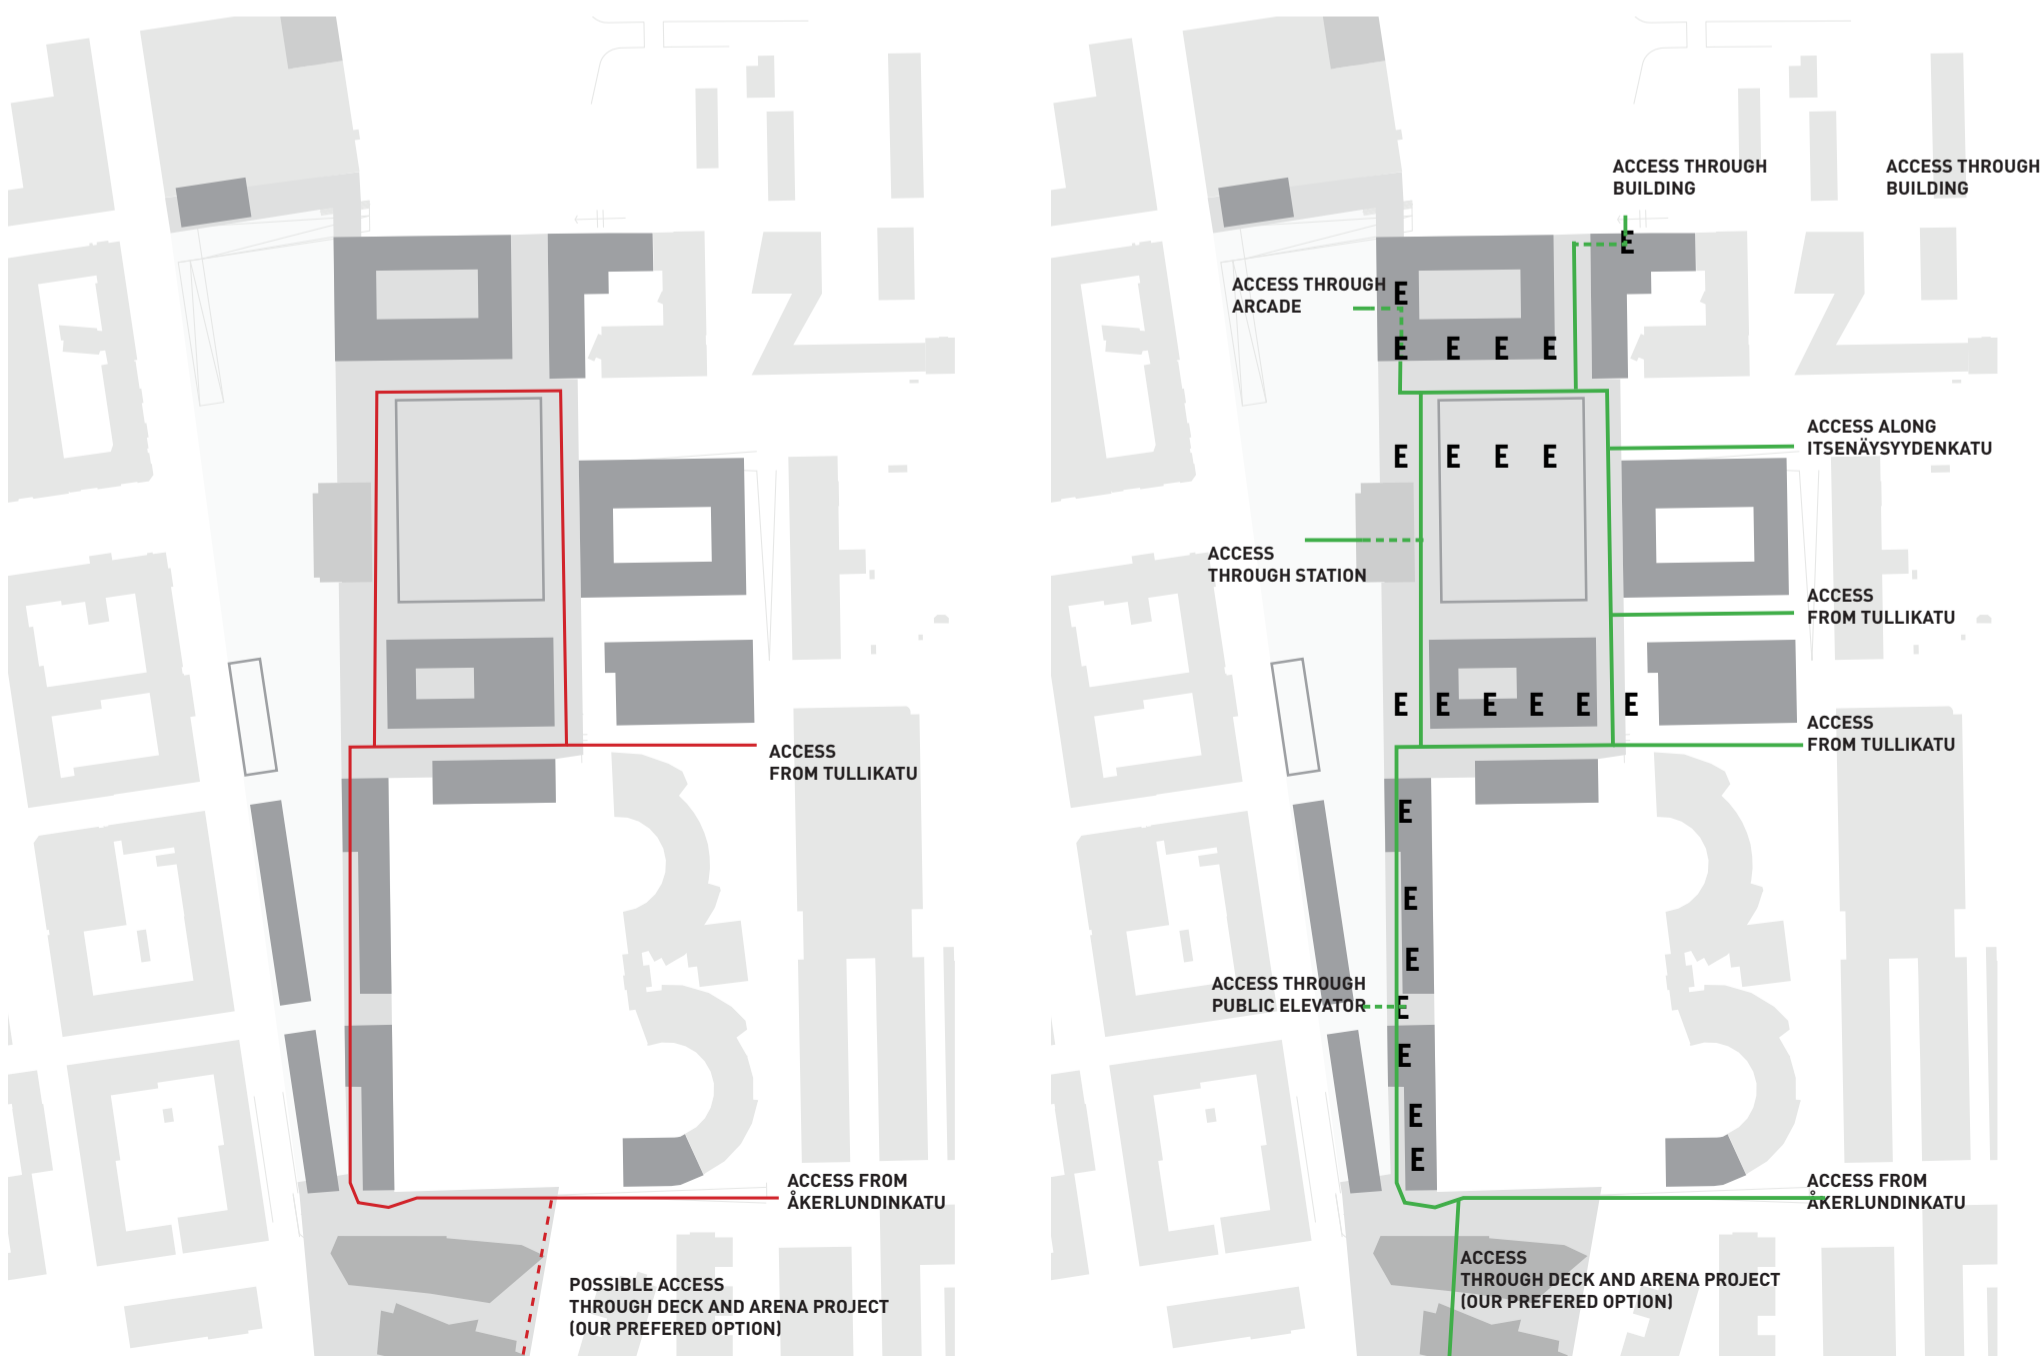 ACCESS
FROM TULLIKATU
ACCESS FROM
ÅKERLUNDINKATU
POSSIBLE ACCESS
THROUGH DECK AND ARENA PROJECT
(OUR PREFERED OPTION)
ACCESS THROUGH
BUILDING
ACCESS THROUGH
BUILDING
E
ACCESS THROUGH
ARCADE
E
E E E E
ACCESS ALONG
ITSENÄYSYYDENKATU
E E E E
ACCESS
THROUGH STATION
ACCESS
FROM TULLIKATU
E E E E E E
ACCESS
FROM TULLIKATU
E
E
E
ACCESS THROUGH
PUBLIC ELEVATOR
E
E
E
E
ACCESS FROM
ÅKERLUNDINKATU
ACCESS
THROUGH DECK AND ARENA PROJECT
(OUR PREFERED OPTION)